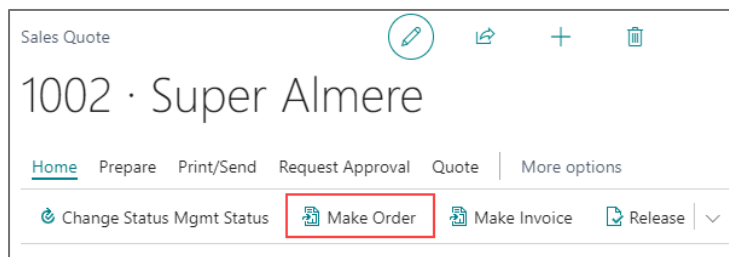 Sales Quote
1002 · Super Almere
Home Prepare Print/Send Request Approval Quote More options
Change Status Mgmt Status Make Order Make Invoice Release